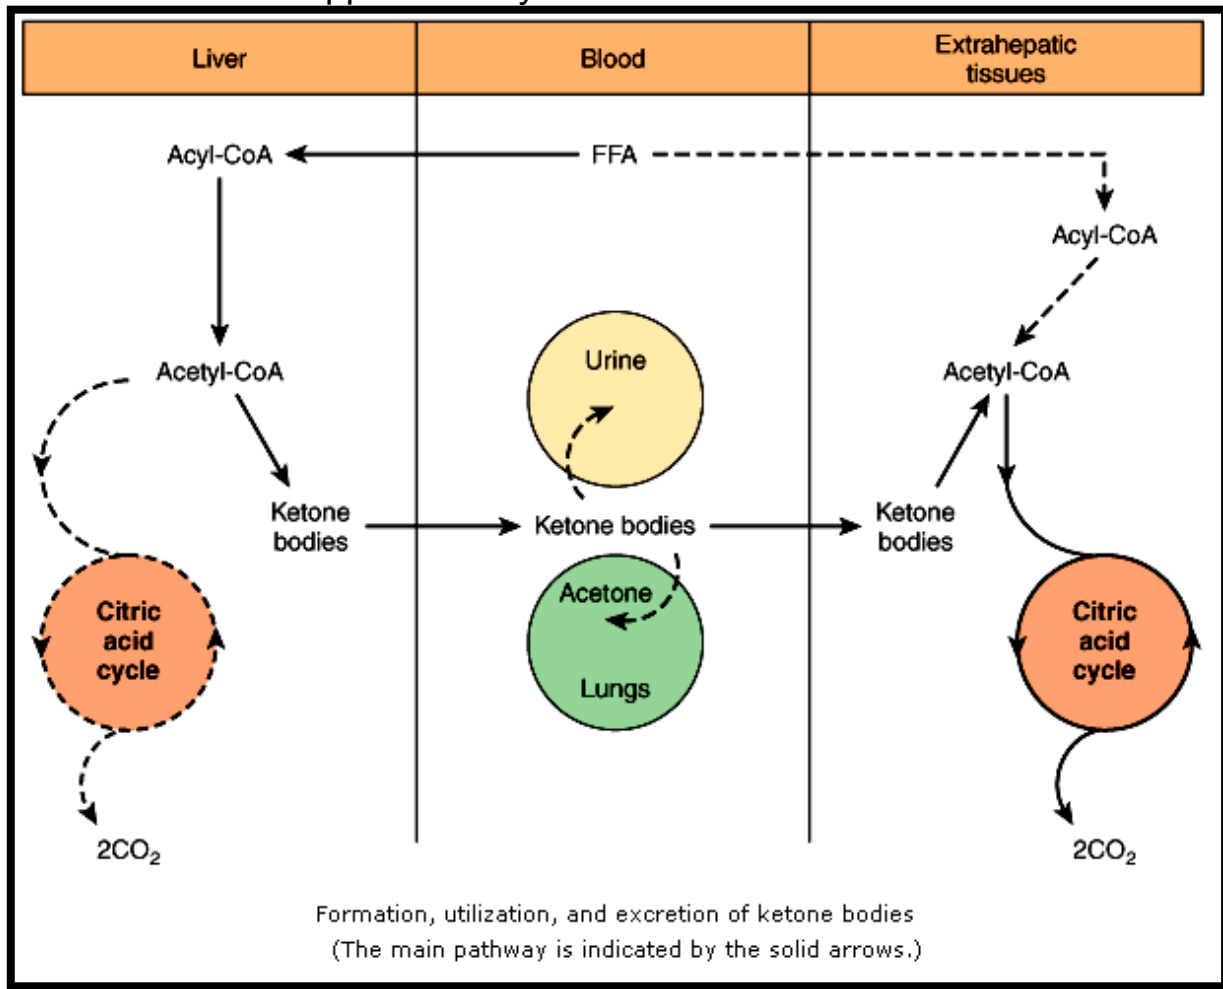 Liver
Blood
Extrahepatic
tissues
Acyl-CoA
FFA
Acyl-CoA
Urine
Acetyl-CoA
Acetyl-CoA
Ketone
bodies
Ketone bodies
Ketone
bodies
Acetone
Citric
acid
cycle
Citric
acid
cycle
Lungs
2CO₂
2CO₂
Formation, utilization, and excretion of ketone bodies
(The main pathway is indicated by the solid arrows.)